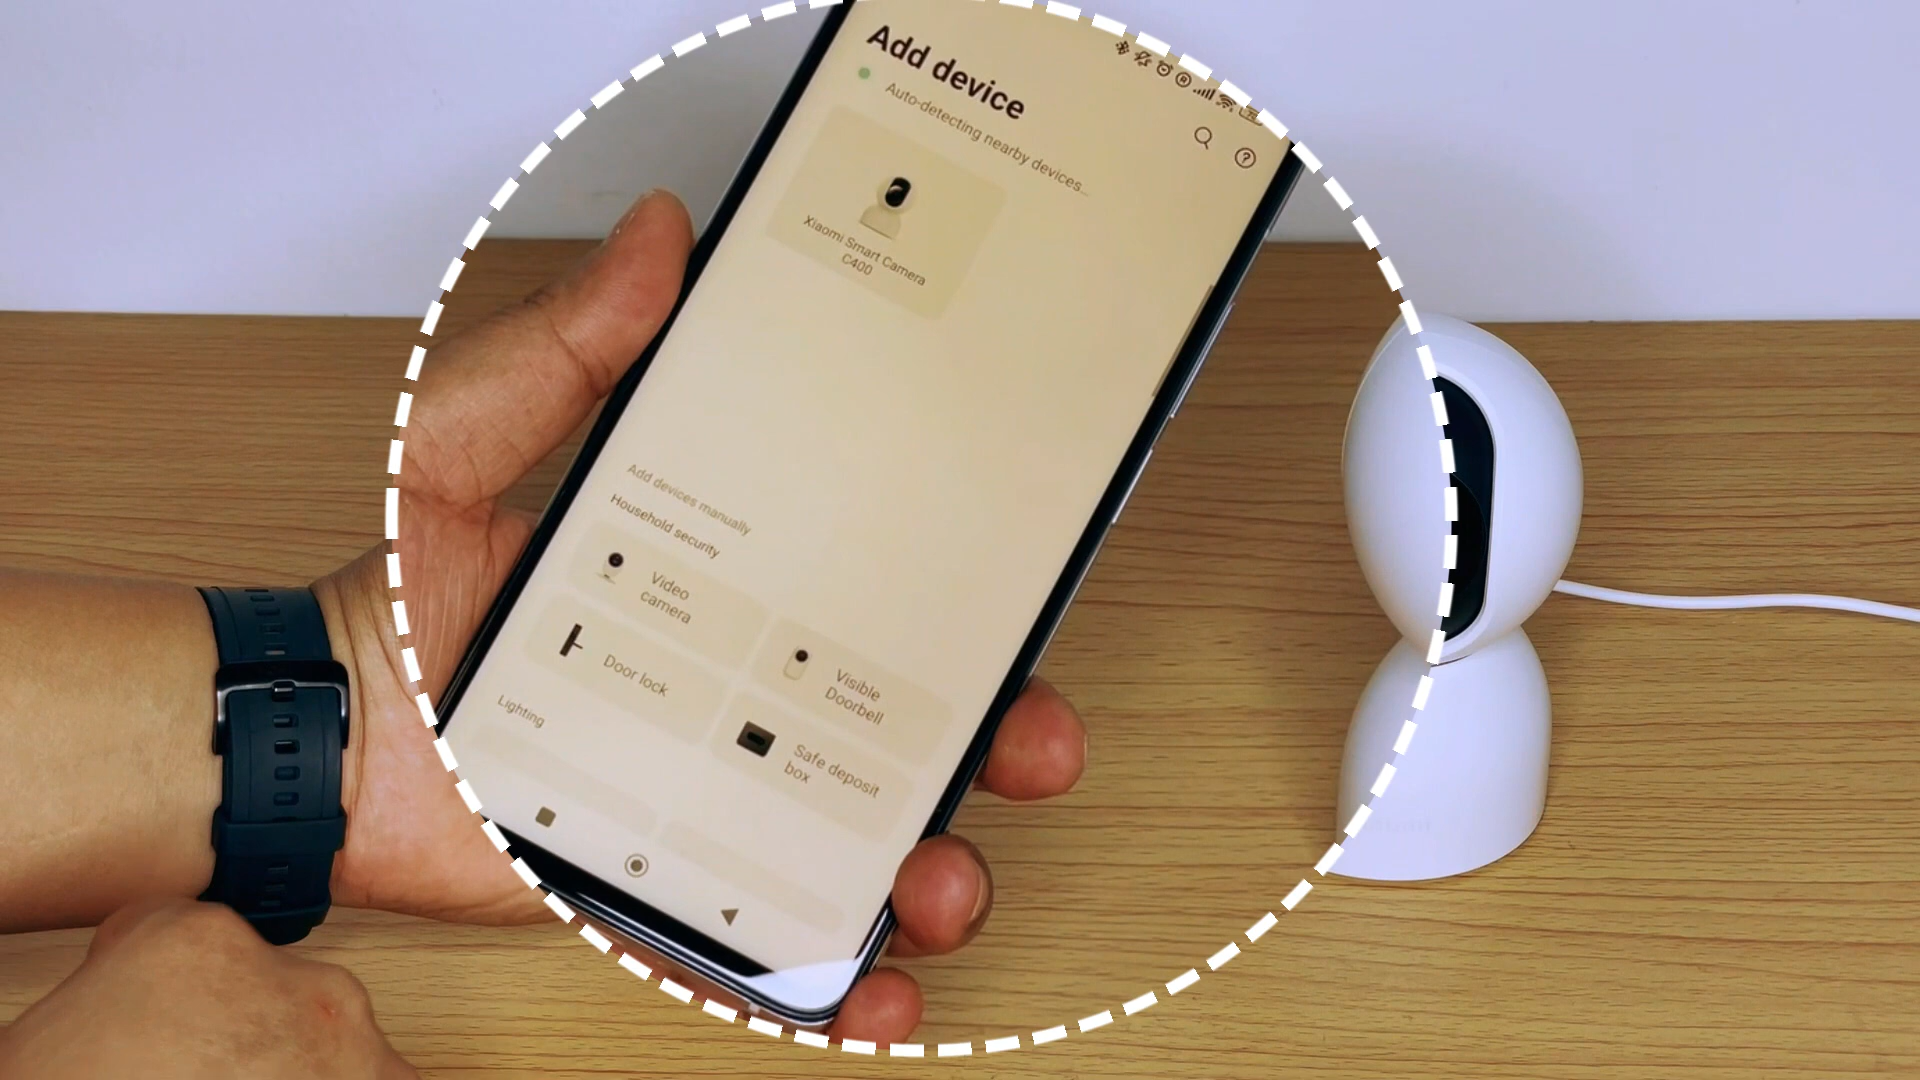 Add device
Auto-detecting nearby devices...
Xiaomi Smart Camera
C400
Add devices manually
Household security
Video
camera
Visible
Doorbell
Door lock
Safe deposit
box
Lighting